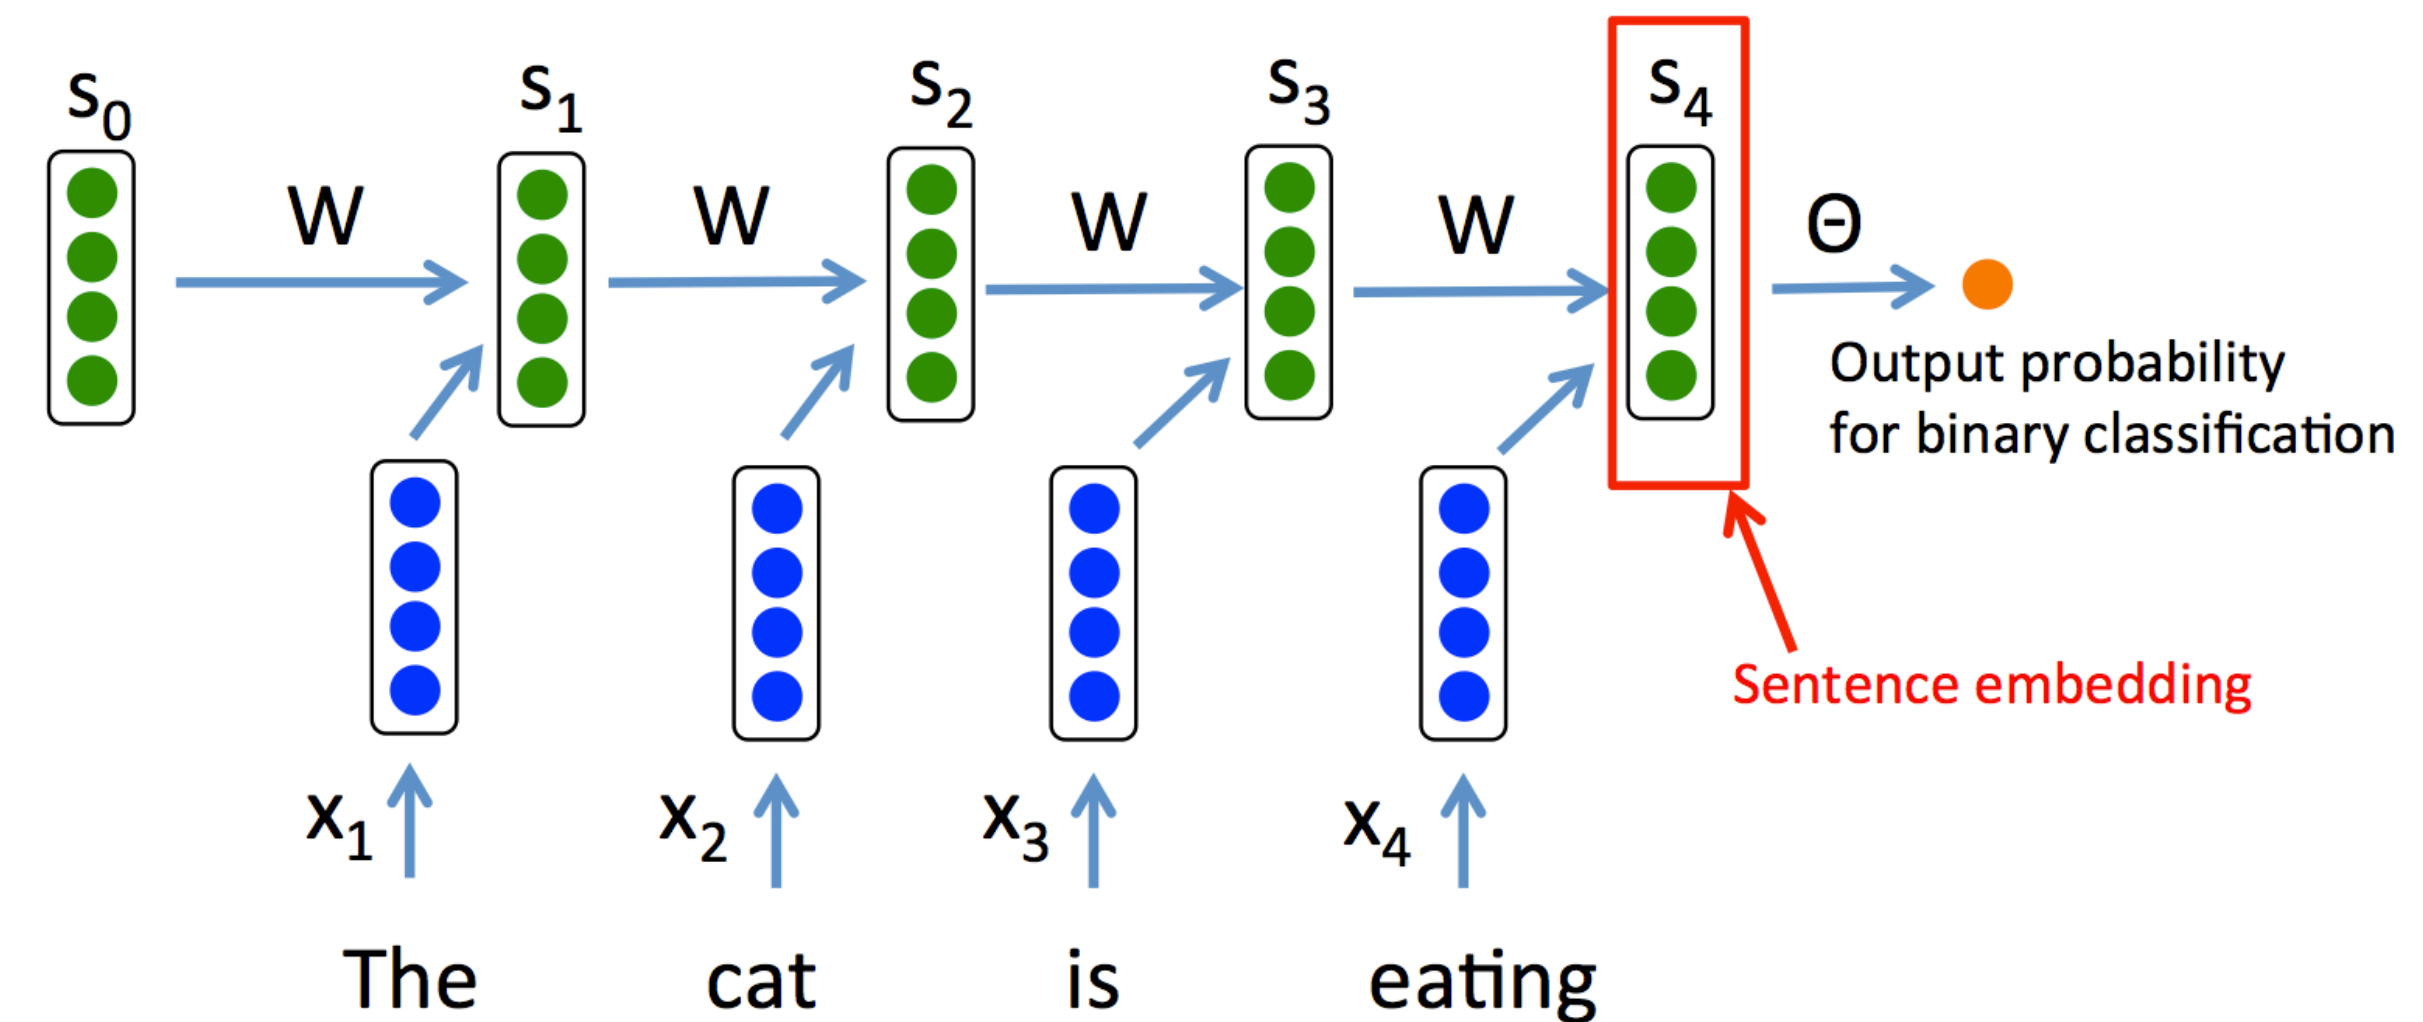 s0 s1 s2 s3 s4
W W W W Θ
Output probability
for binary classification
Sentence embedding
x1 x2 x3 x4
The cat is eating